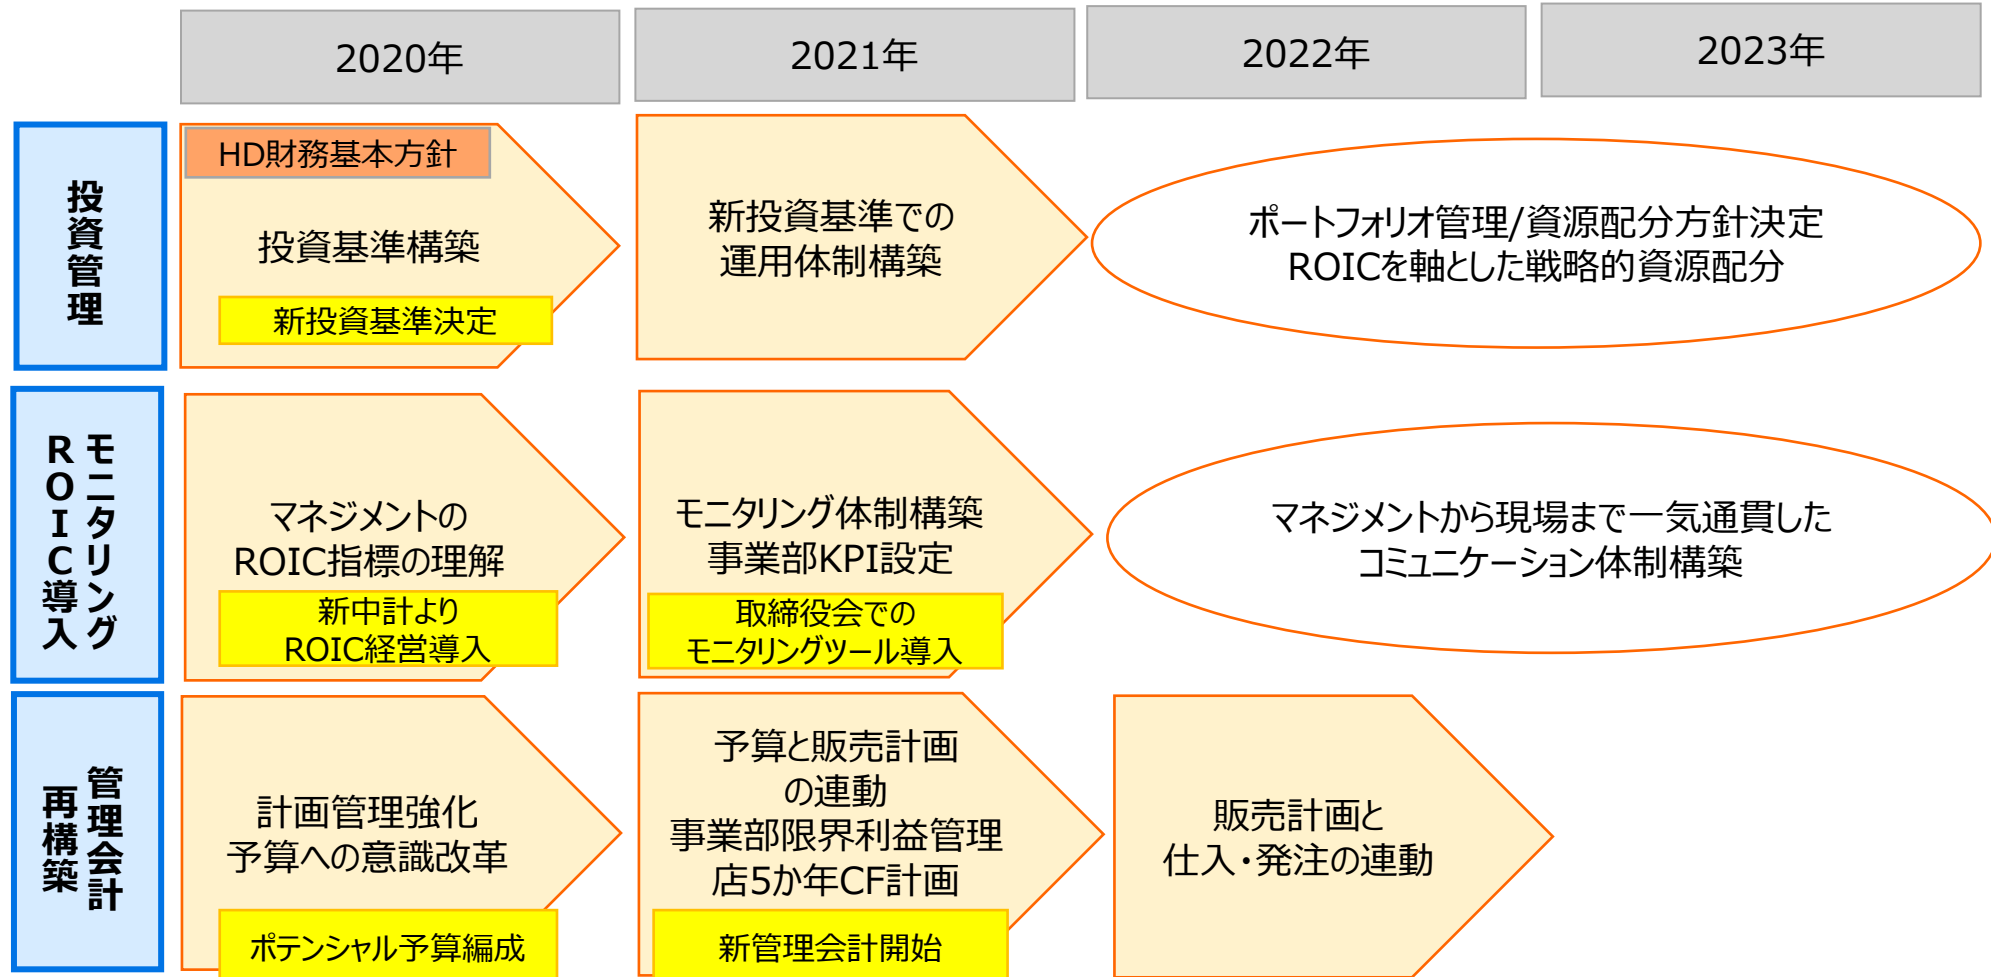 2020年
2021年
2022年
2023年
投資管理
HD財務基本方針
投資基準構築
新投資基準決定
新投資基準での
運用体制構築
ポートフォリオ管理/資源配分方針決定
ROICを軸とした戦略的資源配分
モニタリング
ROIC導入
マネジメントの
ROIC指標の理解
新中計より
ROIC経営導入
モニタリング体制構築
事業部KPI設定
取締役会での
モニタリングツール導入
マネジメントから現場まで一気通貫した
コミュニケーション体制構築
管理会計
再構築
計画管理強化
予算への意識改革
ポテンシャル予算編成
予算と販売計画
の連動
事業部限界利益管理
店5か年CF計画
新管理会計開始
販売計画と
仕入・発注の連動